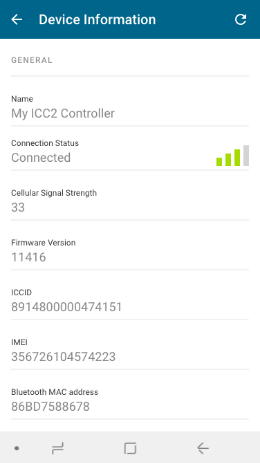 Device Information
GENERAL
Name
My ICC2 Controller
Connection Status
Connected
Cellular Signal Strength
33
Firmware Version
11416
ICCID
8914800000474151
IMEI
356726104574223
Bluetooth MAC address
86BD7588678